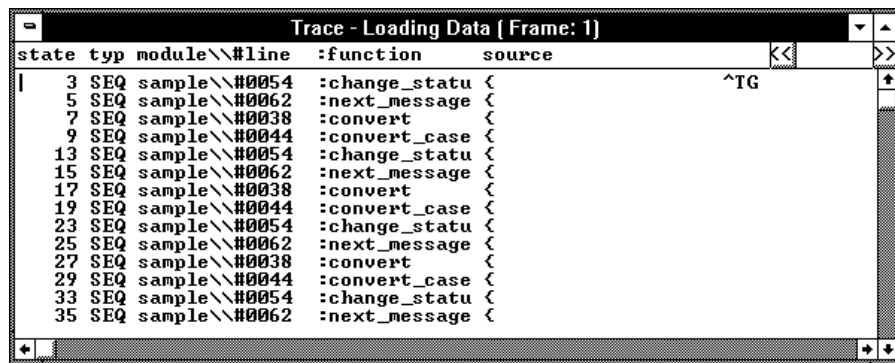 Trace - Loading Data ( Frame: 1)
state typ module\\#line :function source << >>
3 SEQ sample\\#0054 :change_statu { ^TG
5 SEQ sample\\#0062 :next_message {
7 SEQ sample\\#0038 :convert {
9 SEQ sample\\#0044 :convert_case {
13 SEQ sample\\#0054 :change_statu {
15 SEQ sample\\#0062 :next_message {
17 SEQ sample\\#0038 :convert {
19 SEQ sample\\#0044 :convert_case {
23 SEQ sample\\#0054 :change_statu {
25 SEQ sample\\#0062 :next_message {
27 SEQ sample\\#0038 :convert {
29 SEQ sample\\#0044 :convert_case {
33 SEQ sample\\#0054 :change_statu {
35 SEQ sample\\#0062 :next_message {